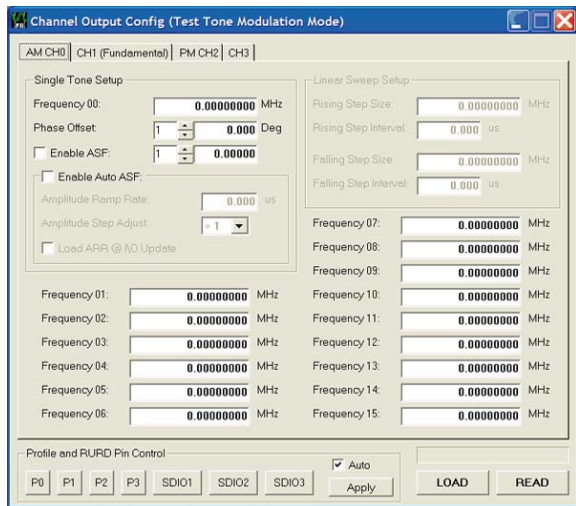 Channel Output Config (Test Tone Modulation Mode)
AM CH0 CH1 (Fundamental) PM CH2 CH3
Single Tone Setup
Frequency 00: 0.00000000 MHz
Phase Offset: 1 0.000 Deg
Enable ASF: 1 0.00000
Enable Auto ASF:
Amplitude Ramp Rate: 0.000 us
Amplitude Step Adjust: + 1
Load ARR @ I\O Update
Frequency 01: 0.00000000 MHz
Frequency 02: 0.00000000 MHz
Frequency 03: 0.00000000 MHz
Frequency 04: 0.00000000 MHz
Frequency 05: 0.00000000 MHz
Frequency 06: 0.00000000 MHz
Linear Sweep Setup
Rising Step Size: 0.00000000 MHz
Rising Step Interval: 0.000 us
Falling Step Size: 0.00000000 MHz
Falling Step Interval: 0.000 us
Frequency 07: 0.00000000 MHz
Frequency 08: 0.00000000 MHz
Frequency 09: 0.00000000 MHz
Frequency 10: 0.00000000 MHz
Frequency 11: 0.00000000 MHz
Frequency 12: 0.00000000 MHz
Frequency 13: 0.00000000 MHz
Frequency 14: 0.00000000 MHz
Frequency 15: 0.00000000 MHz
Profile and RURD Pin Control
P0 P1 P2 P3 SDIO1 SDIO2 SDIO3
Auto
Apply
LOAD READ